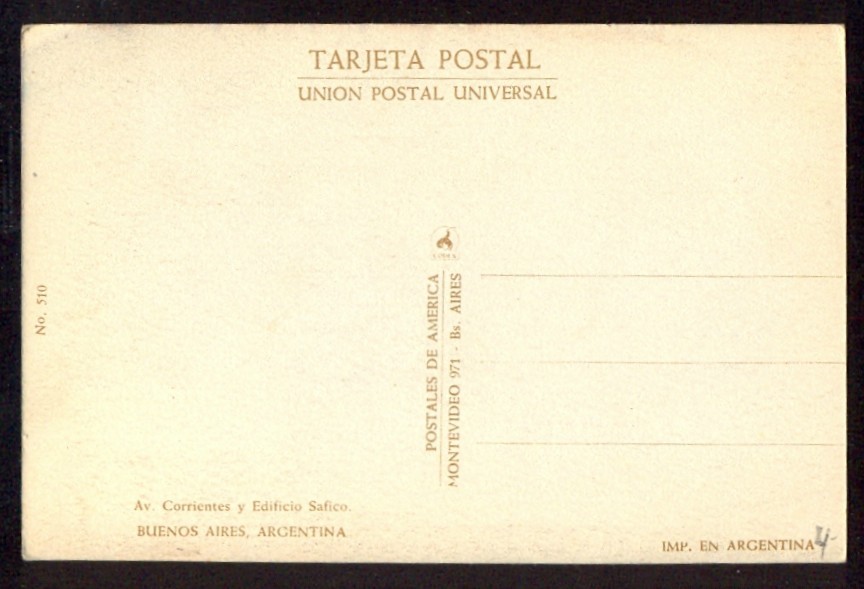 TARJETA POSTAL
UNION POSTAL UNIVERSAL
No. 510
POSTALES DE AMERICA
MONTEVIDEO 971 - Bs. AIRES
Av. Corrientes y Edificio Safico.
BUENOS AIRES, ARGENTINA
IMP. EN ARGENTINA
4-